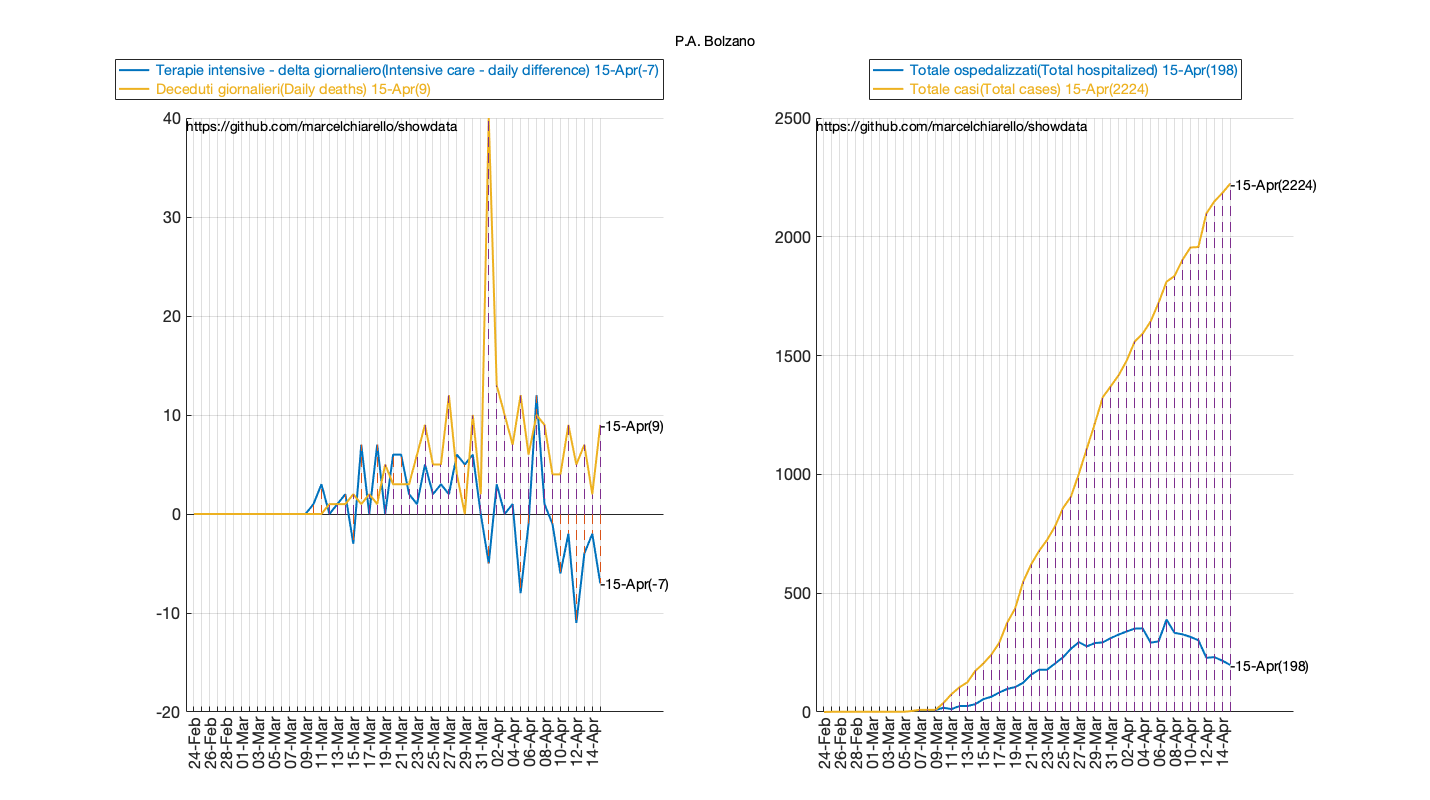 P.A. Bolzano
Terapie intensive - delta giornaliero(Intensive care - daily difference) 15-Apr(-7)
Deceduti giornalieri(Daily deaths) 15-Apr(9)
https://github.com/marcelchiarello/showdata
40
30
20
10
0
-10
-20
-15-Apr(9)
-15-Apr(-7)
24-Feb
26-Feb
28-Feb
01-Mar
03-Mar
05-Mar
07-Mar
09-Mar
11-Mar
13-Mar
15-Mar
17-Mar
19-Mar
21-Mar
23-Mar
25-Mar
27-Mar
29-Mar
31-Mar
02-Apr
04-Apr
06-Apr
08-Apr
10-Apr
12-Apr
14-Apr
Totale ospedalizzati(Total hospitalized) 15-Apr(198)
Totale casi(Total cases) 15-Apr(2224)
https://github.com/marcelchiarello/showdata
2500
2000
1500
1000
500
0
-15-Apr(2224)
-15-Apr(198)
24-Feb
26-Feb
28-Feb
01-Mar
03-Mar
05-Mar
07-Mar
09-Mar
11-Mar
13-Mar
15-Mar
17-Mar
19-Mar
21-Mar
23-Mar
25-Mar
27-Mar
29-Mar
31-Mar
02-Apr
04-Apr
06-Apr
08-Apr
10-Apr
12-Apr
14-Apr